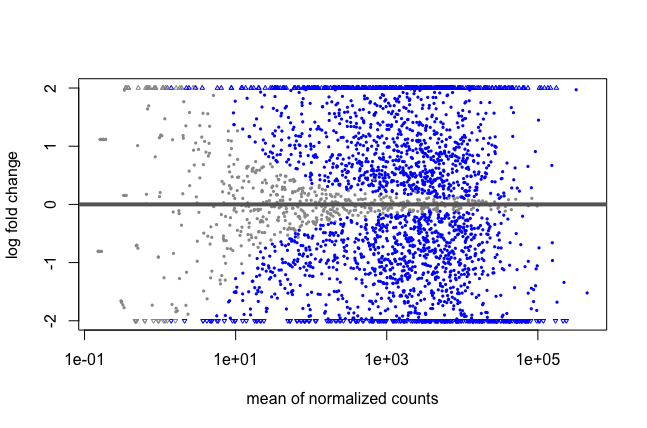 log fold change
2
1
0
-1
-2
1e-01
1e+01
1e+03
1e+05
mean of normalized counts